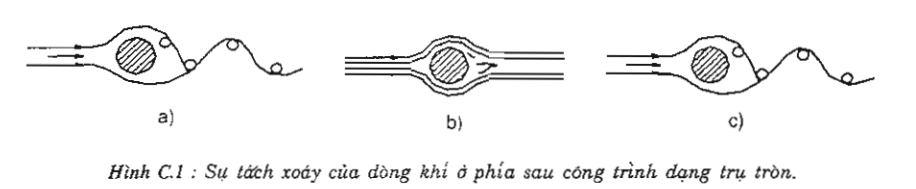 a)
b)
c)
Hình C.1 : Sự tách xoáy của dòng khí ở phía sau công trình dạng trụ tròn.